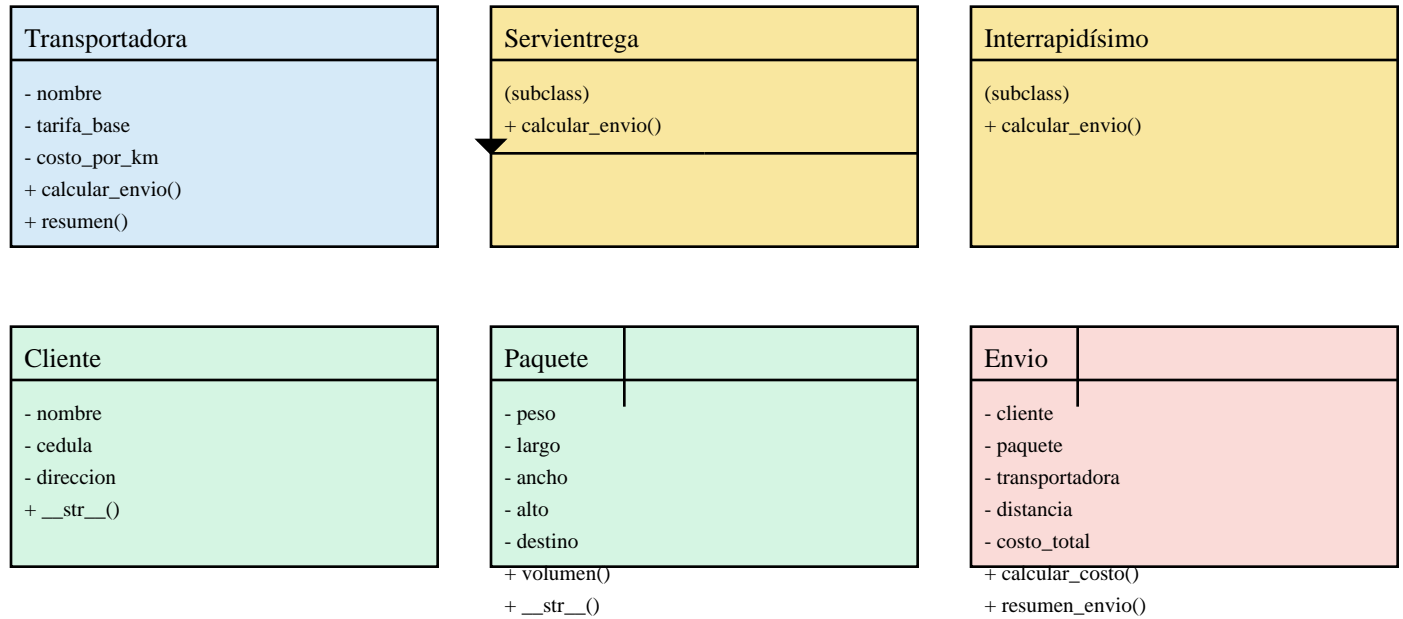 Transportadora
- nombre
- tarifa_base
- costo_por_km
+ calcular_envio()
+ resumen()
Servientrega
(subclass)
+ calcular_envio()
Interrapidísimo
(subclass)
+ calcular_envio()
Cliente
- nombre
- cedula
- direccion
+ __str__()
Paquete
- peso
- largo
- ancho
- alto
- destino
+ volumen()
+ __str__()
Envio
- cliente
- paquete
- transportadora
- distancia
- costo_total
+ calcular_costo()
+ resumen_envio()